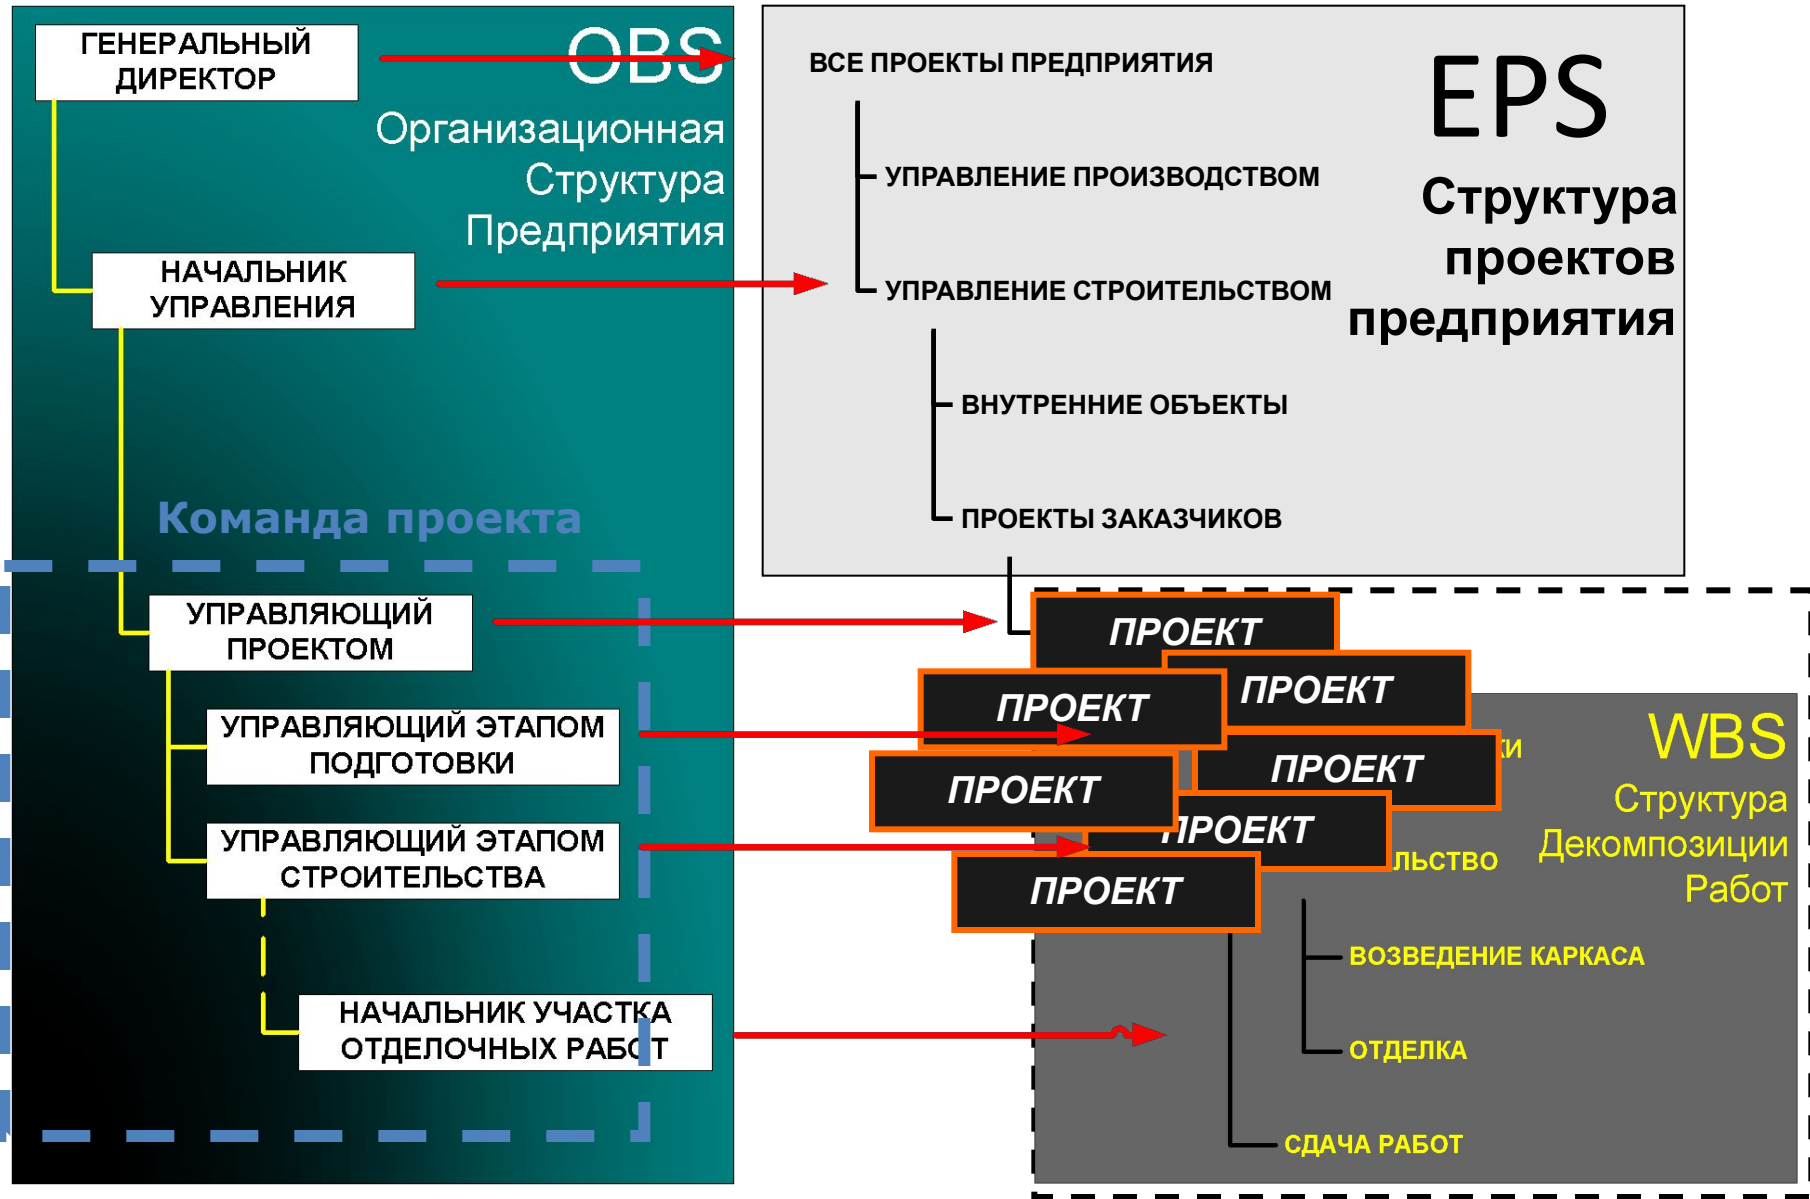 ГЕНЕРАЛЬНЫЙ
ДИРЕКТОР
OBS
Организационная
Структура
Предприятия
НАЧАЛЬНИК
УПРАВЛЕНИЯ
Команда проекта
УПРАВЛЯЮЩИЙ
ПРОЕКТОМ
УПРАВЛЯЮЩИЙ ЭТАПОМ
ПОДГОТОВКИ
УПРАВЛЯЮЩИЙ ЭТАПОМ
СТРОИТЕЛЬСТВА
НАЧАЛЬНИК УЧАСТКА
ОТДЕЛОЧНЫХ РАБОТ
ВСЕ ПРОЕКТЫ ПРЕДПРИЯТИЯ
EPS
Структура
проектов
предприятия
УПРАВЛЕНИЕ ПРОИЗВОДСТВОМ
УПРАВЛЕНИЕ СТРОИТЕЛЬСТВОМ
ВНУТРЕННИЕ ОБЪЕКТЫ
ПРОЕКТЫ ЗАКАЗЧИКОВ
ПРОЕКТ
ПРОЕКТ
ПРОЕКТ
ПРОЕКТ
ПРОЕКТ
ПРОЕКТ
ПРОЕКТ
WBS
Структура
Декомпозиции
Работ
ЛЬСТВО
ВОЗВЕДЕНИЕ КАРКАСА
ОТДЕЛКА
СДАЧА РАБОТ